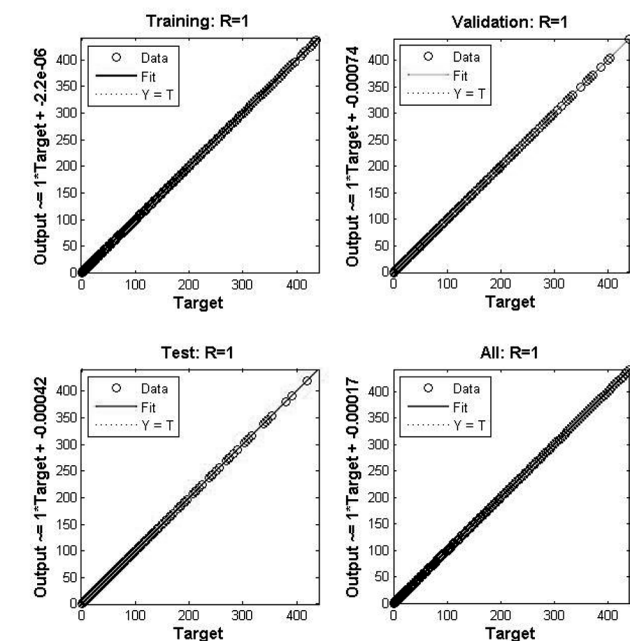 Training: R=1
Output ~= 1*Target + -2.2e-06
400
350
300
250
200
150
100
50
0
Data
Fit
Y = T
0 100 200 300 400
Target
Validation: R=1
Output ~= 1*Target + -0.00074
400
350
300
250
200
150
100
50
0
Data
Fit
Y = T
0 100 200 300 400
Target
Test: R=1
Output ~= 1*Target + -0.00042
400
350
300
250
200
150
100
50
0
Data
Fit
Y = T
0 100 200 300 400
Target
All: R=1
Output ~= 1*Target + -0.00017
400
350
300
250
200
150
100
50
0
Data
Fit
Y = T
0 100 200 300 400
Target